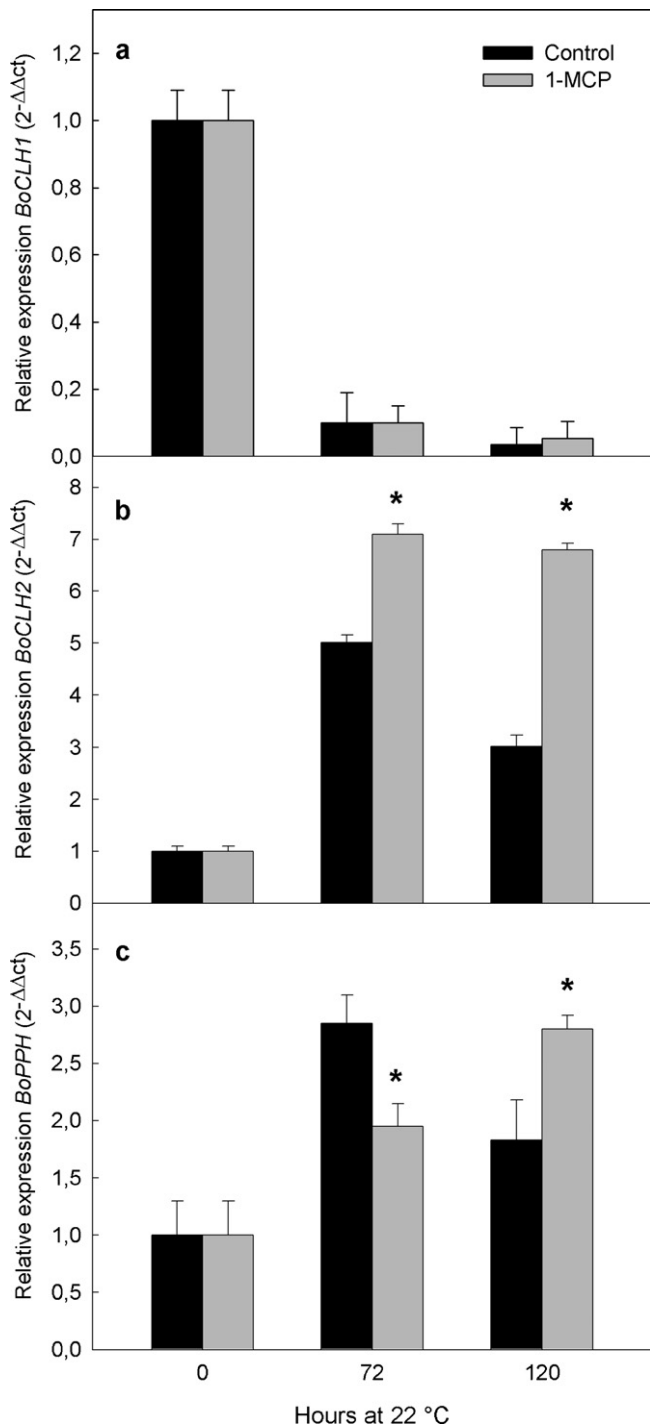 a
Control
1-MCP
Relative expression BoCLH1 (2-ΔΔct)
1,2
1,0
0,8
0,6
0,4
0,2
0,0
b
Relative expression BoCLH2 (2-ΔΔct)
8
7
6
5
4
3
2
1
0
*
*
c
Relative expression BoPPH (2-ΔΔct)
3,5
3,0
2,5
2,0
1,5
1,0
0,5
0,0
*
*
0 72 120
Hours at 22 °C